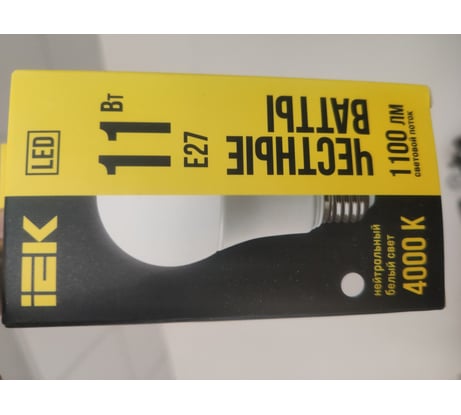 LED
IEK
11 Вт
E27
ЧЕСТНЫЕ
ВАТТЫ
1100 ЛМ
световой поток
нейтральный
белый свет
4000 K